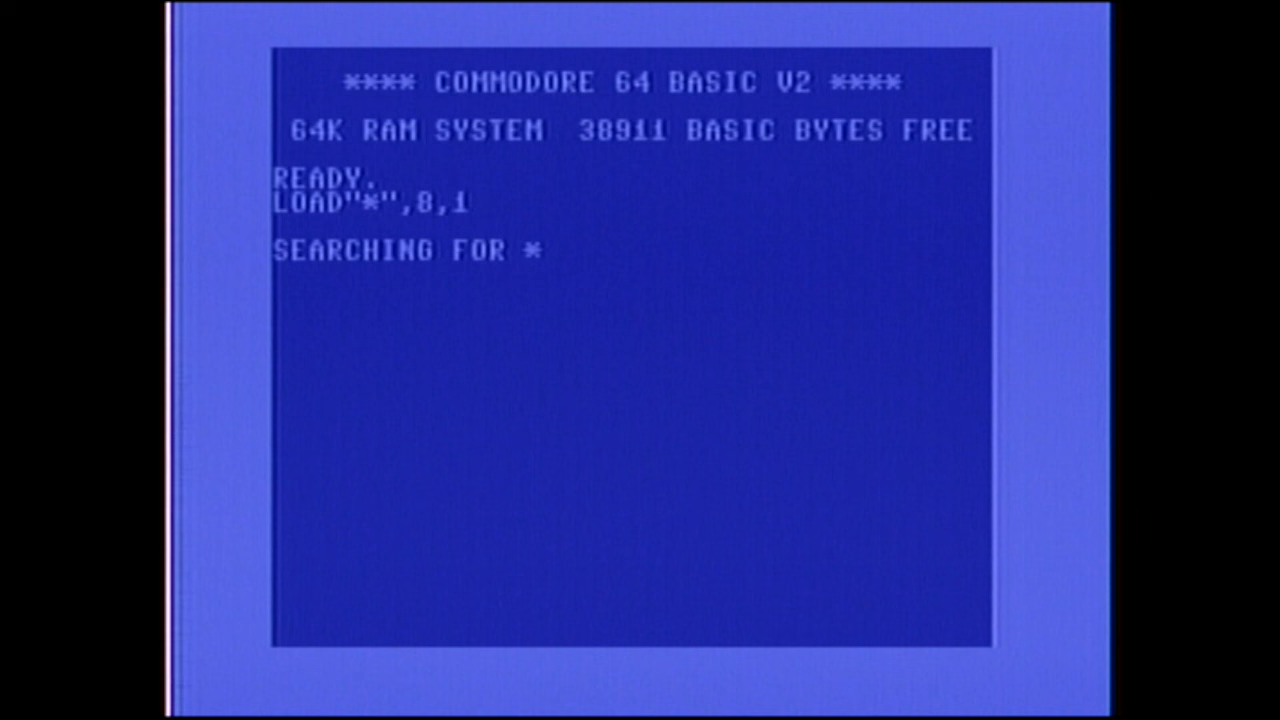 **** COMMODORE 64 BASIC V2 ****
64K RAM SYSTEM  38911 BASIC BYTES FREE
READY.
LOAD"*",8,1
SEARCHING FOR *